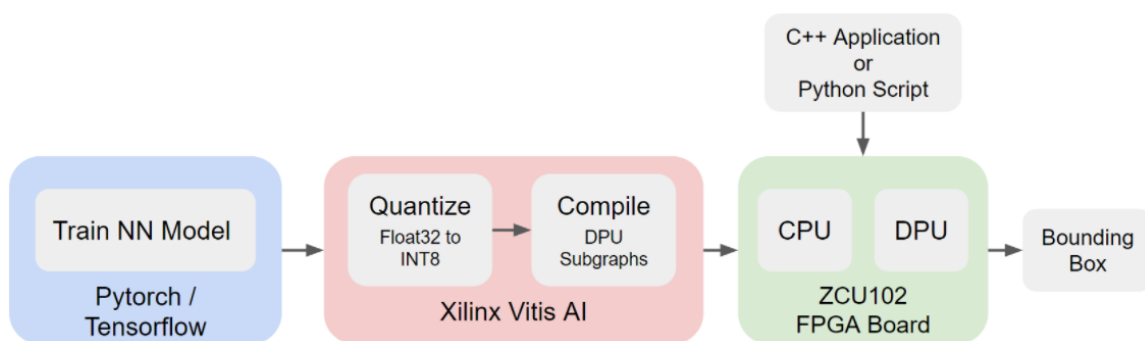 C++ Application
or
Python Script
Train NN Model
Pytorch /
Tensorflow
Quantize
Float32 to
INT8
Compile
DPU
Subgraphs
Xilinx Vitis AI
CPU
DPU
ZCU102
FPGA Board
Bounding
Box